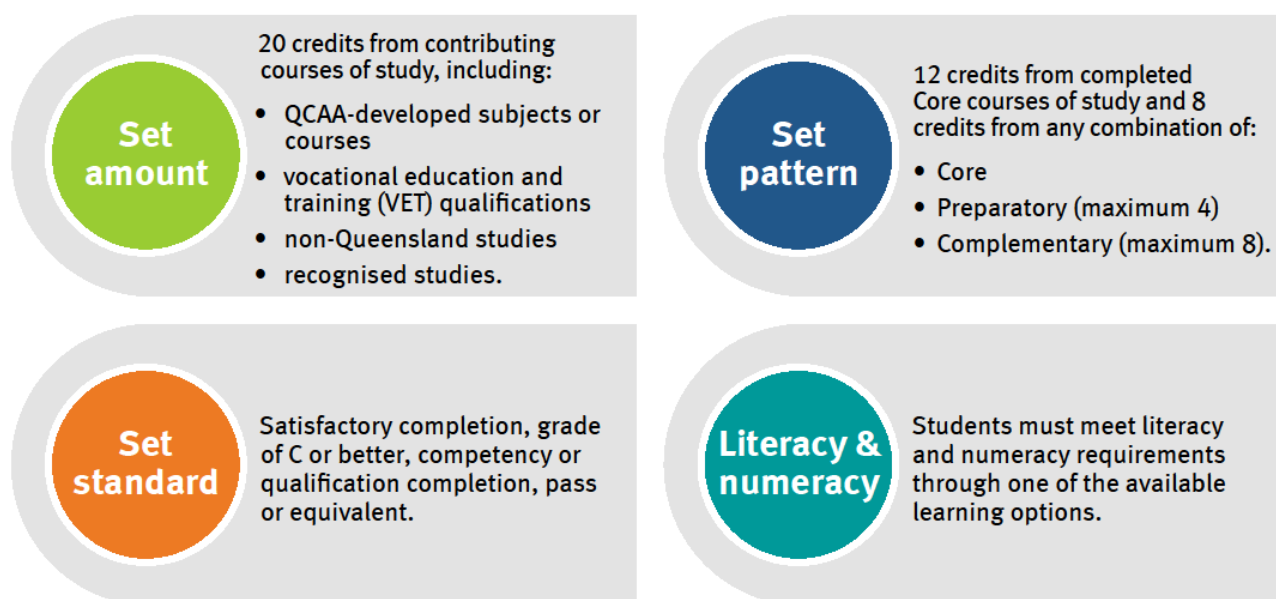 Set
amount
20 credits from contributing
courses of study, including:
• QCAA-developed subjects or
courses
• vocational education and
training (VET) qualifications
• non-Queensland studies
• recognised studies.
Set
pattern
12 credits from completed
Core courses of study and 8
credits from any combination of:
• Core
• Preparatory (maximum 4)
• Complementary (maximum 8).
Set
standard
Satisfactory completion, grade
of C or better, competency or
qualification completion, pass
or equivalent.
Literacy &
numeracy
Students must meet literacy
and numeracy requirements
through one of the available
learning options.